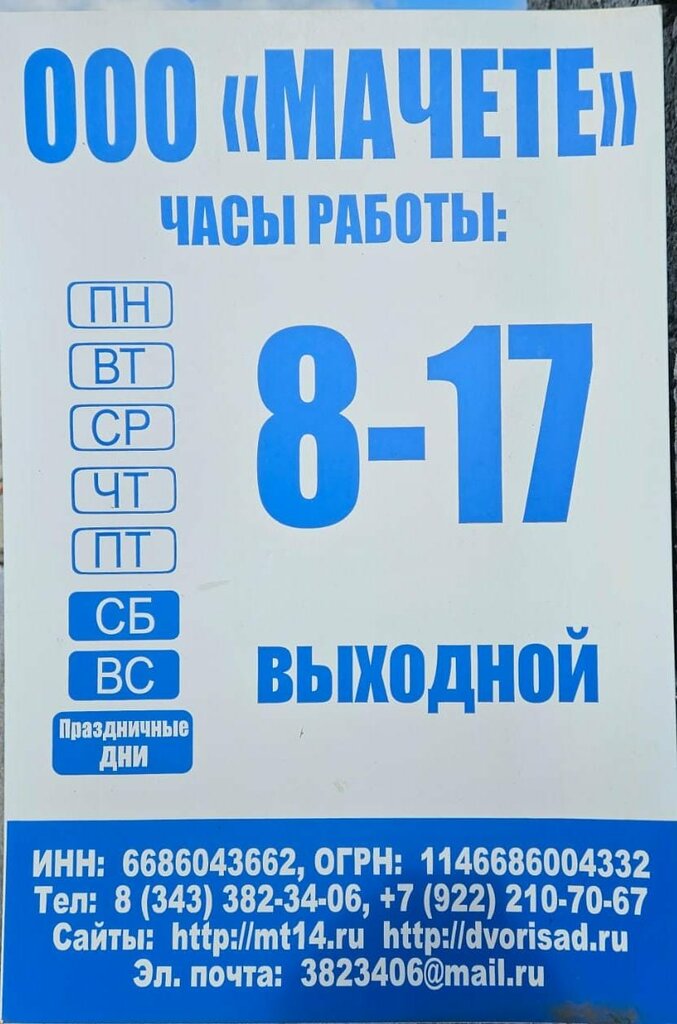 ООО «МАЧЕТЕ»
ЧАСЫ РАБОТЫ:
ПН
ВТ
СР
ЧТ
ПТ
8-17
СБ
ВС
Праздничные
дни
ВЫХОДНОЙ
ИНН: 6686043662, ОГРН: 1146686004332
Тел: 8 (343) 382-34-06, +7 (922) 210-70-67
Сайты: http://mt14.ru http://dvorisad.ru
Эл. почта: 3823406@mail.ru